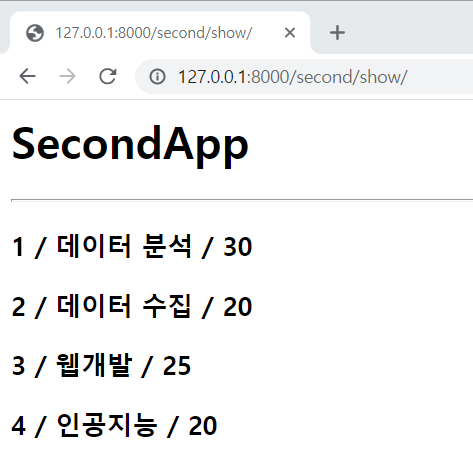 127.0.0.1:8000/second/show/
127.0.0.1:8000/second/show/
SecondApp
1 / 데이터 분석 / 30
2 / 데이터 수집 / 20
3 / 웹개발 / 25
4 / 인공지능 / 20